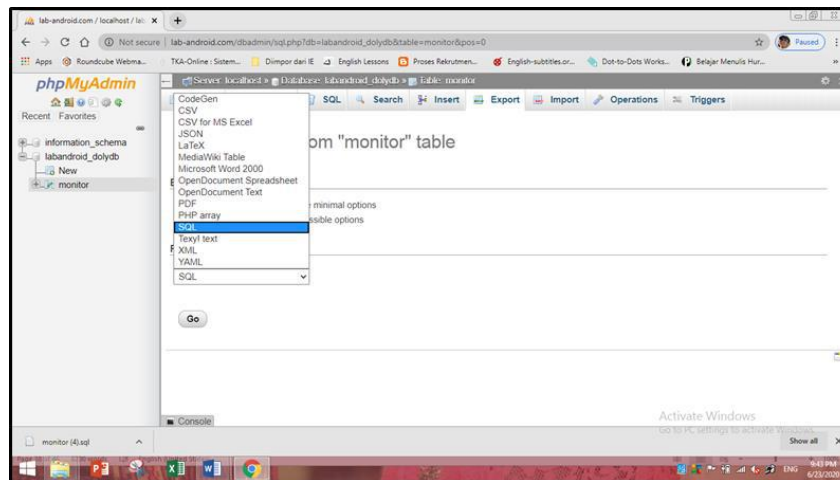 lab-android.com / localhost / lab
Not secure | lab-android.com/dbadmin/sql.php?db=labandroid_dolydb&table=monitor&pos=0
Paused
Apps Roundcube Webma... TKA-Online : Sistem... Diimpor dari IE English Lessons Proses Rekrutmen... English-subtitles.or... Dot-to-Dots Works... Belajar Menulis Hur...
phpMyAdmin
Recent Favorites
information_schema
labandroid_dolydb
New
monitor
Server: localhost » Database: labandroid_dolydb » Table: monitor
SQL Search Insert Export Import Operations Triggers
om "monitor" table
CodeGen
CSV
CSV for MS Excel
JSON
LaTeX
MediaWiki Table
Microsoft Word 2000
OpenDocument Spreadsheet
OpenDocument Text
PDF
PHP array
SQL
Texy! text
XML
YAML
minimal options
ssible options
SQL
Go
Console
Activate Windows
Go to PC settings to activate Windows.
monitor (4).sql
Show all
ENG
9:43 PM
6/23/2020